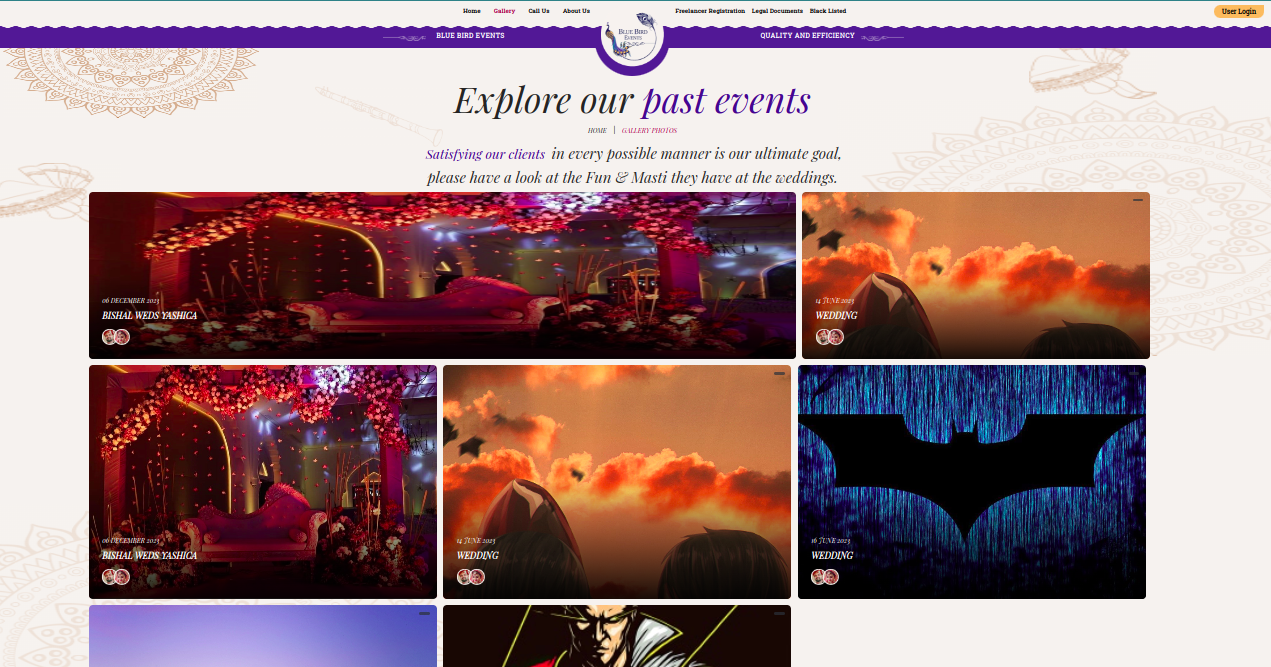 Home Gallery Call Us About Us Freelancer Registration Legal Documents Black Listed User Login
BLUE BIRD EVENTS QUALITY AND EFFICIENCY
BLUE BIRD
EVENTS
Explore our past events
HOME | GALLERY PHOTOS
Satisfying our clients in every possible manner is our ultimate goal,
please have a look at the Fun & Masti they have at the weddings.
06 DECEMBER 2023
BISHAL WEDS YASHICA
14 JUNE 2023
WEDDING
06 DECEMBER 2023
BISHAL WEDS YASHICA
14 JUNE 2023
WEDDING
16 JUNE 2023
WEDDING